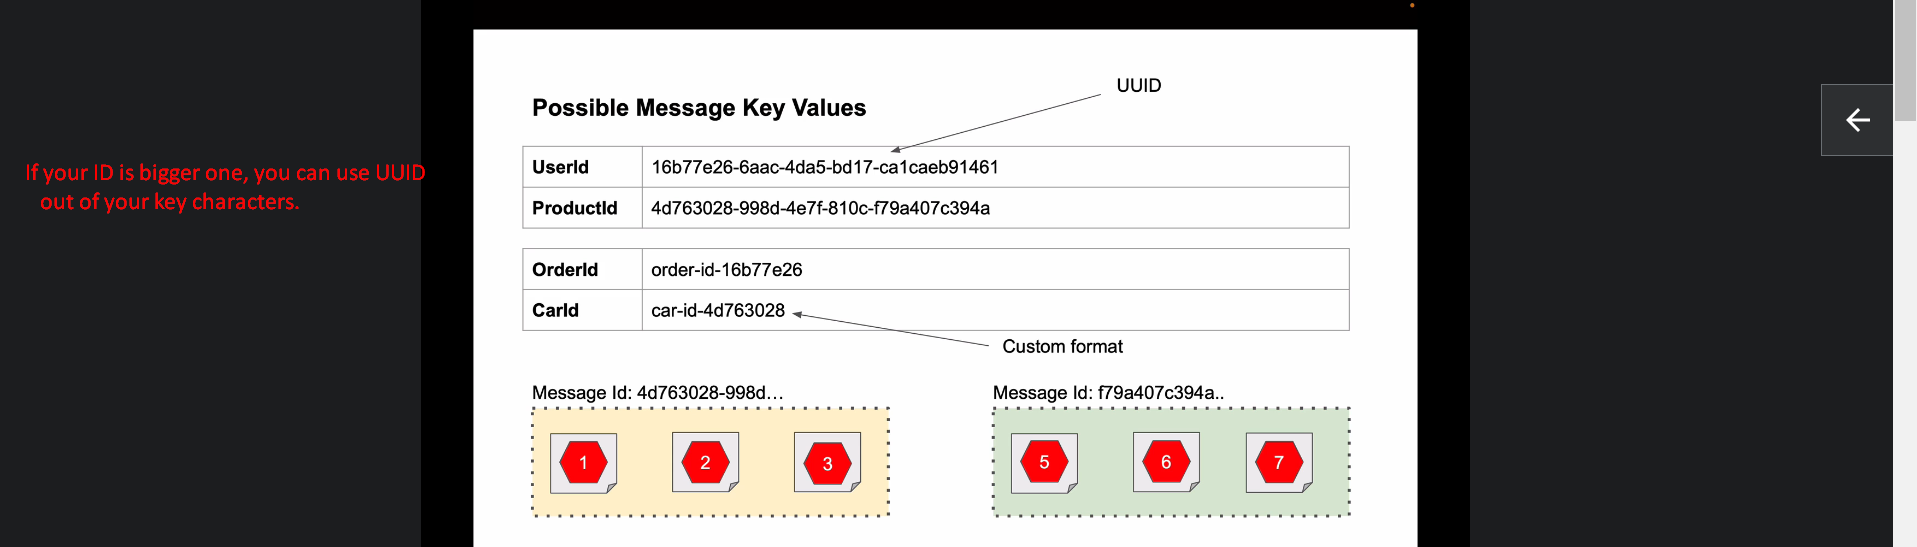 UUID
Possible Message Key Values
If your ID is bigger one, you can use UUID
out of your key characters.
UserId 16b77e26-6aac-4da5-bd17-ca1caeb91461
ProductId 4d763028-998d-4e7f-810c-f79a407c394a
OrderId order-id-16b77e26
CarId car-id-4d763028
Custom format
Message Id: 4d763028-998d... Message Id: f79a407c394a..
1 2 3 5 6 7